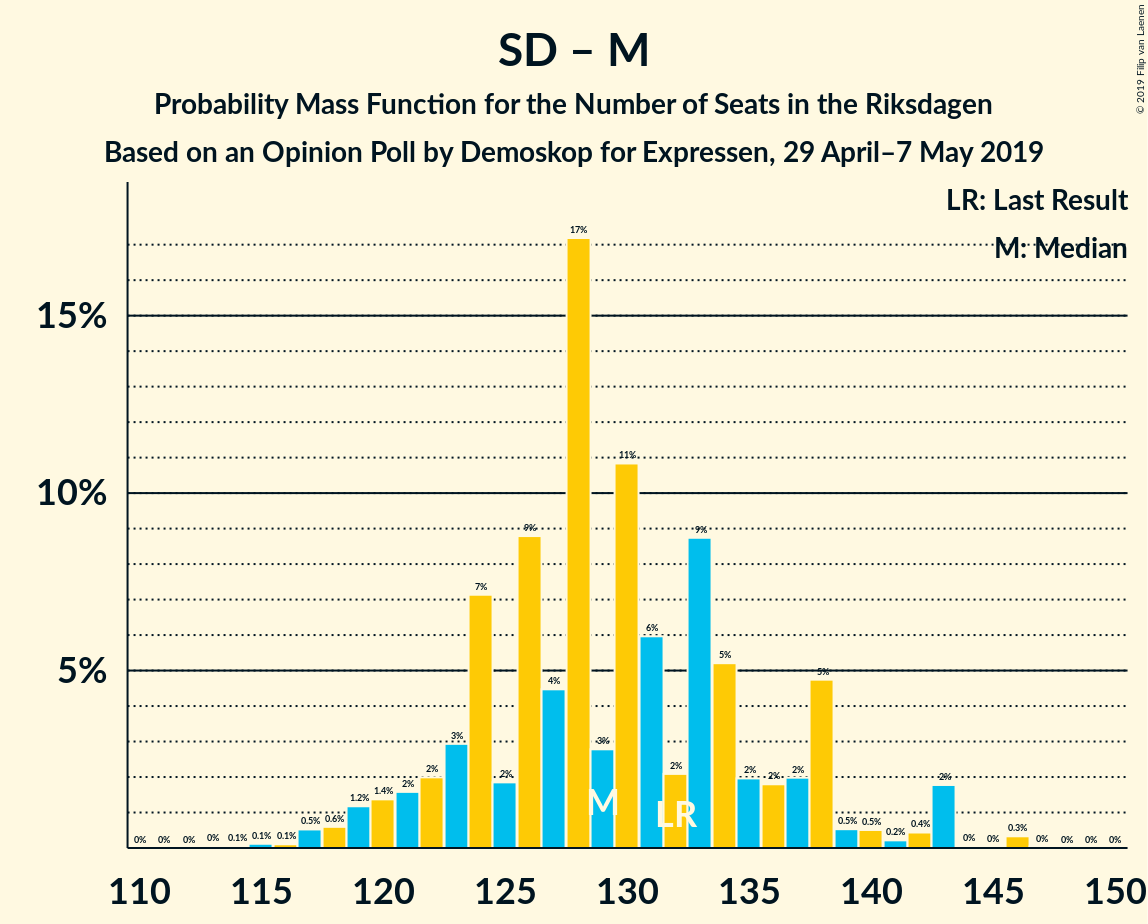 SD – M
Probability Mass Function for the Number of Seats in the Riksdagen
Based on an Opinion Poll by Demoskop for Expressen, 29 April–7 May 2019
© 2019 Filip van Laenen
LR: Last Result
M: Median
15%
10%
5%
0% 0% 0% 0% 0.1% 0.1% 0.1% 0.5% 0.6% 1.2% 1.4% 2% 2% 3% 7% 2% 9% 4% 17% 3% 11% 6% 2% 9% 5% 2% 2% 2% 5% 0.5% 0.5% 0.2% 0.4% 2% 0% 0% 0.3% 0% 0% 0% 0%
M
LR
110 115 120 125 130 135 140 145 150